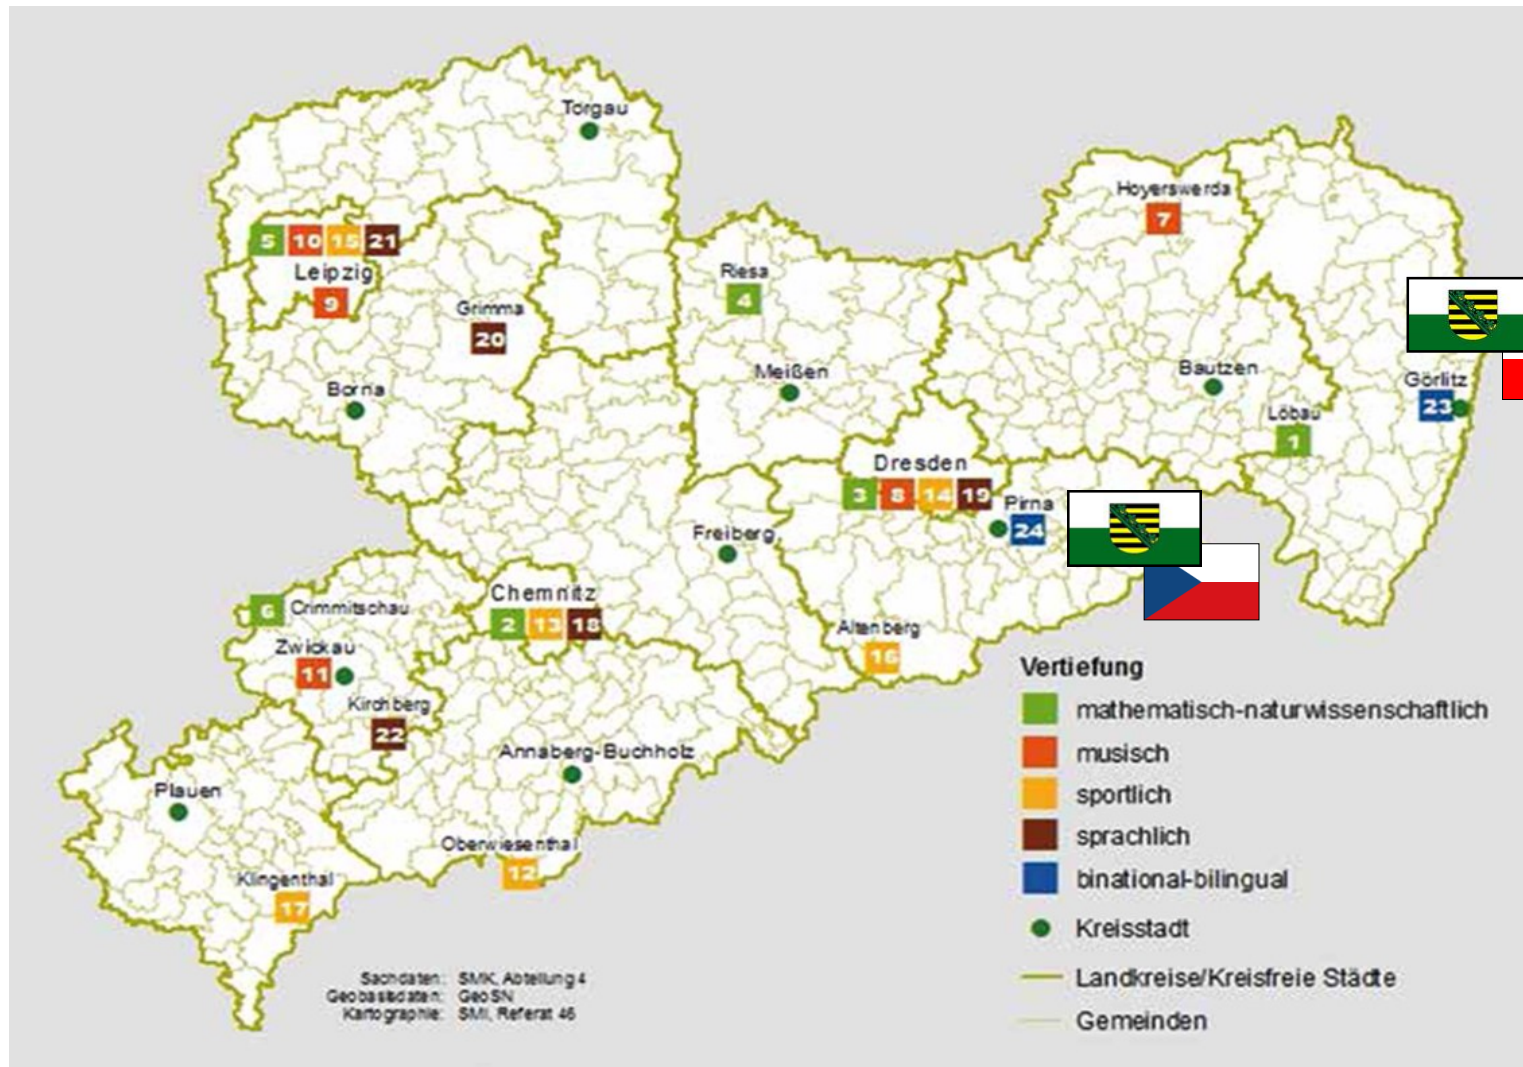 Torgau
Hoyerswerda
7
5 10 15 21
Leipzig
9
Riesa
4
Grimma
20
Meißen
Bautzen
Görlitz
23
Borna
Löbau
1
Dresden
3 8 14 19
Pirna
24
Freiberg
Chemnitz
2 13 18
6 Crimmitschau
Altenberg
16
Zwickau
11
Kirchberg
22
Annaberg-Buchholz
Plauen
Oberwiesenthal
12
Klingenthal
17
Vertiefung
mathematisch-naturwissenschaftlich
musisch
sportlich
sprachlich
binational-bilingual
Kreisstadt
Landkreise/Kreisfreie Städte
Gemeinden
Sachdaten: SMK, Abteilung 4
Geobasisdaten: GeoSN
Kartographie: SMI, Referat 46